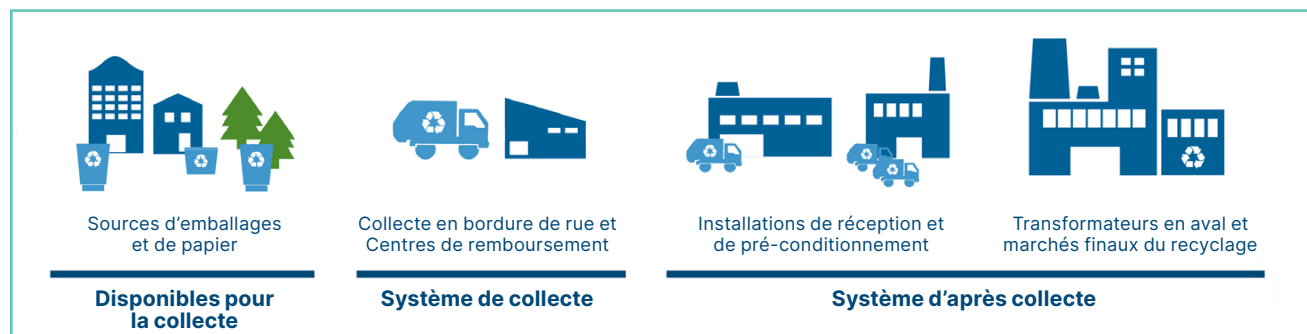 Sources d’emballages
et de papier
Collecte en bordure de rue et
Centres de remboursement
Installations de réception et
de pré-conditionnement
Transformateurs en aval et
marchés finaux du recyclage
Disponibles pour
la collecte
Système de collecte
Système d’après collecte